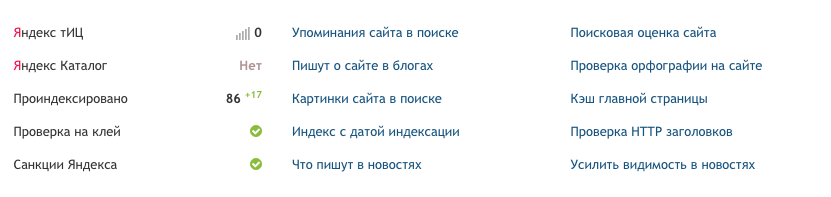 Яндекс тИЦ 0 Упоминания сайта в поиске Поисковая оценка сайта
Яндекс Каталог Нет Пишут о сайте в блогах Проверка орфографии на сайте
Проиндексировано 86 +17 Картинки сайта в поиске Кэш главной страницы
Проверка на клей Индекс с датой индексации Проверка HTTP заголовков
Санкции Яндекса Что пишут в новостях Усилить видимость в новостях